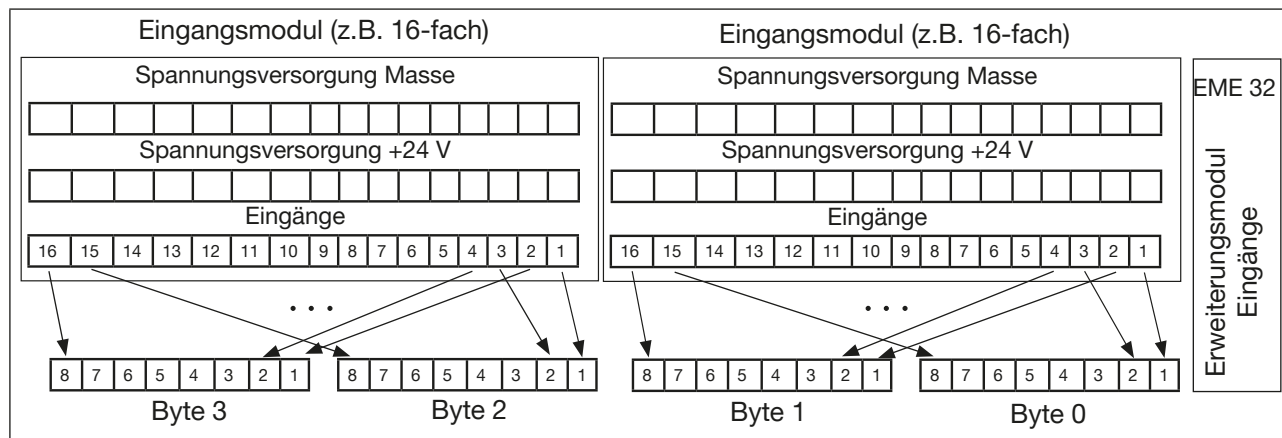 Eingangsmodul (z.B. 16-fach)
Spannungsversorgung Masse
Spannungsversorgung +24 V
Eingänge
16 15 14 13 12 11 10 9 8 7 6 5 4 3 2 1
. . .
8 7 6 5 4 3 2 1
8 7 6 5 4 3 2 1
Byte 3
Byte 2
Eingangsmodul (z.B. 16-fach)
Spannungsversorgung Masse
Spannungsversorgung +24 V
Eingänge
16 15 14 13 12 11 10 9 8 7 6 5 4 3 2 1
. . .
8 7 6 5 4 3 2 1
8 7 6 5 4 3 2 1
Byte 1
Byte 0
EME 32
Erweiterungsmodul
Eingänge